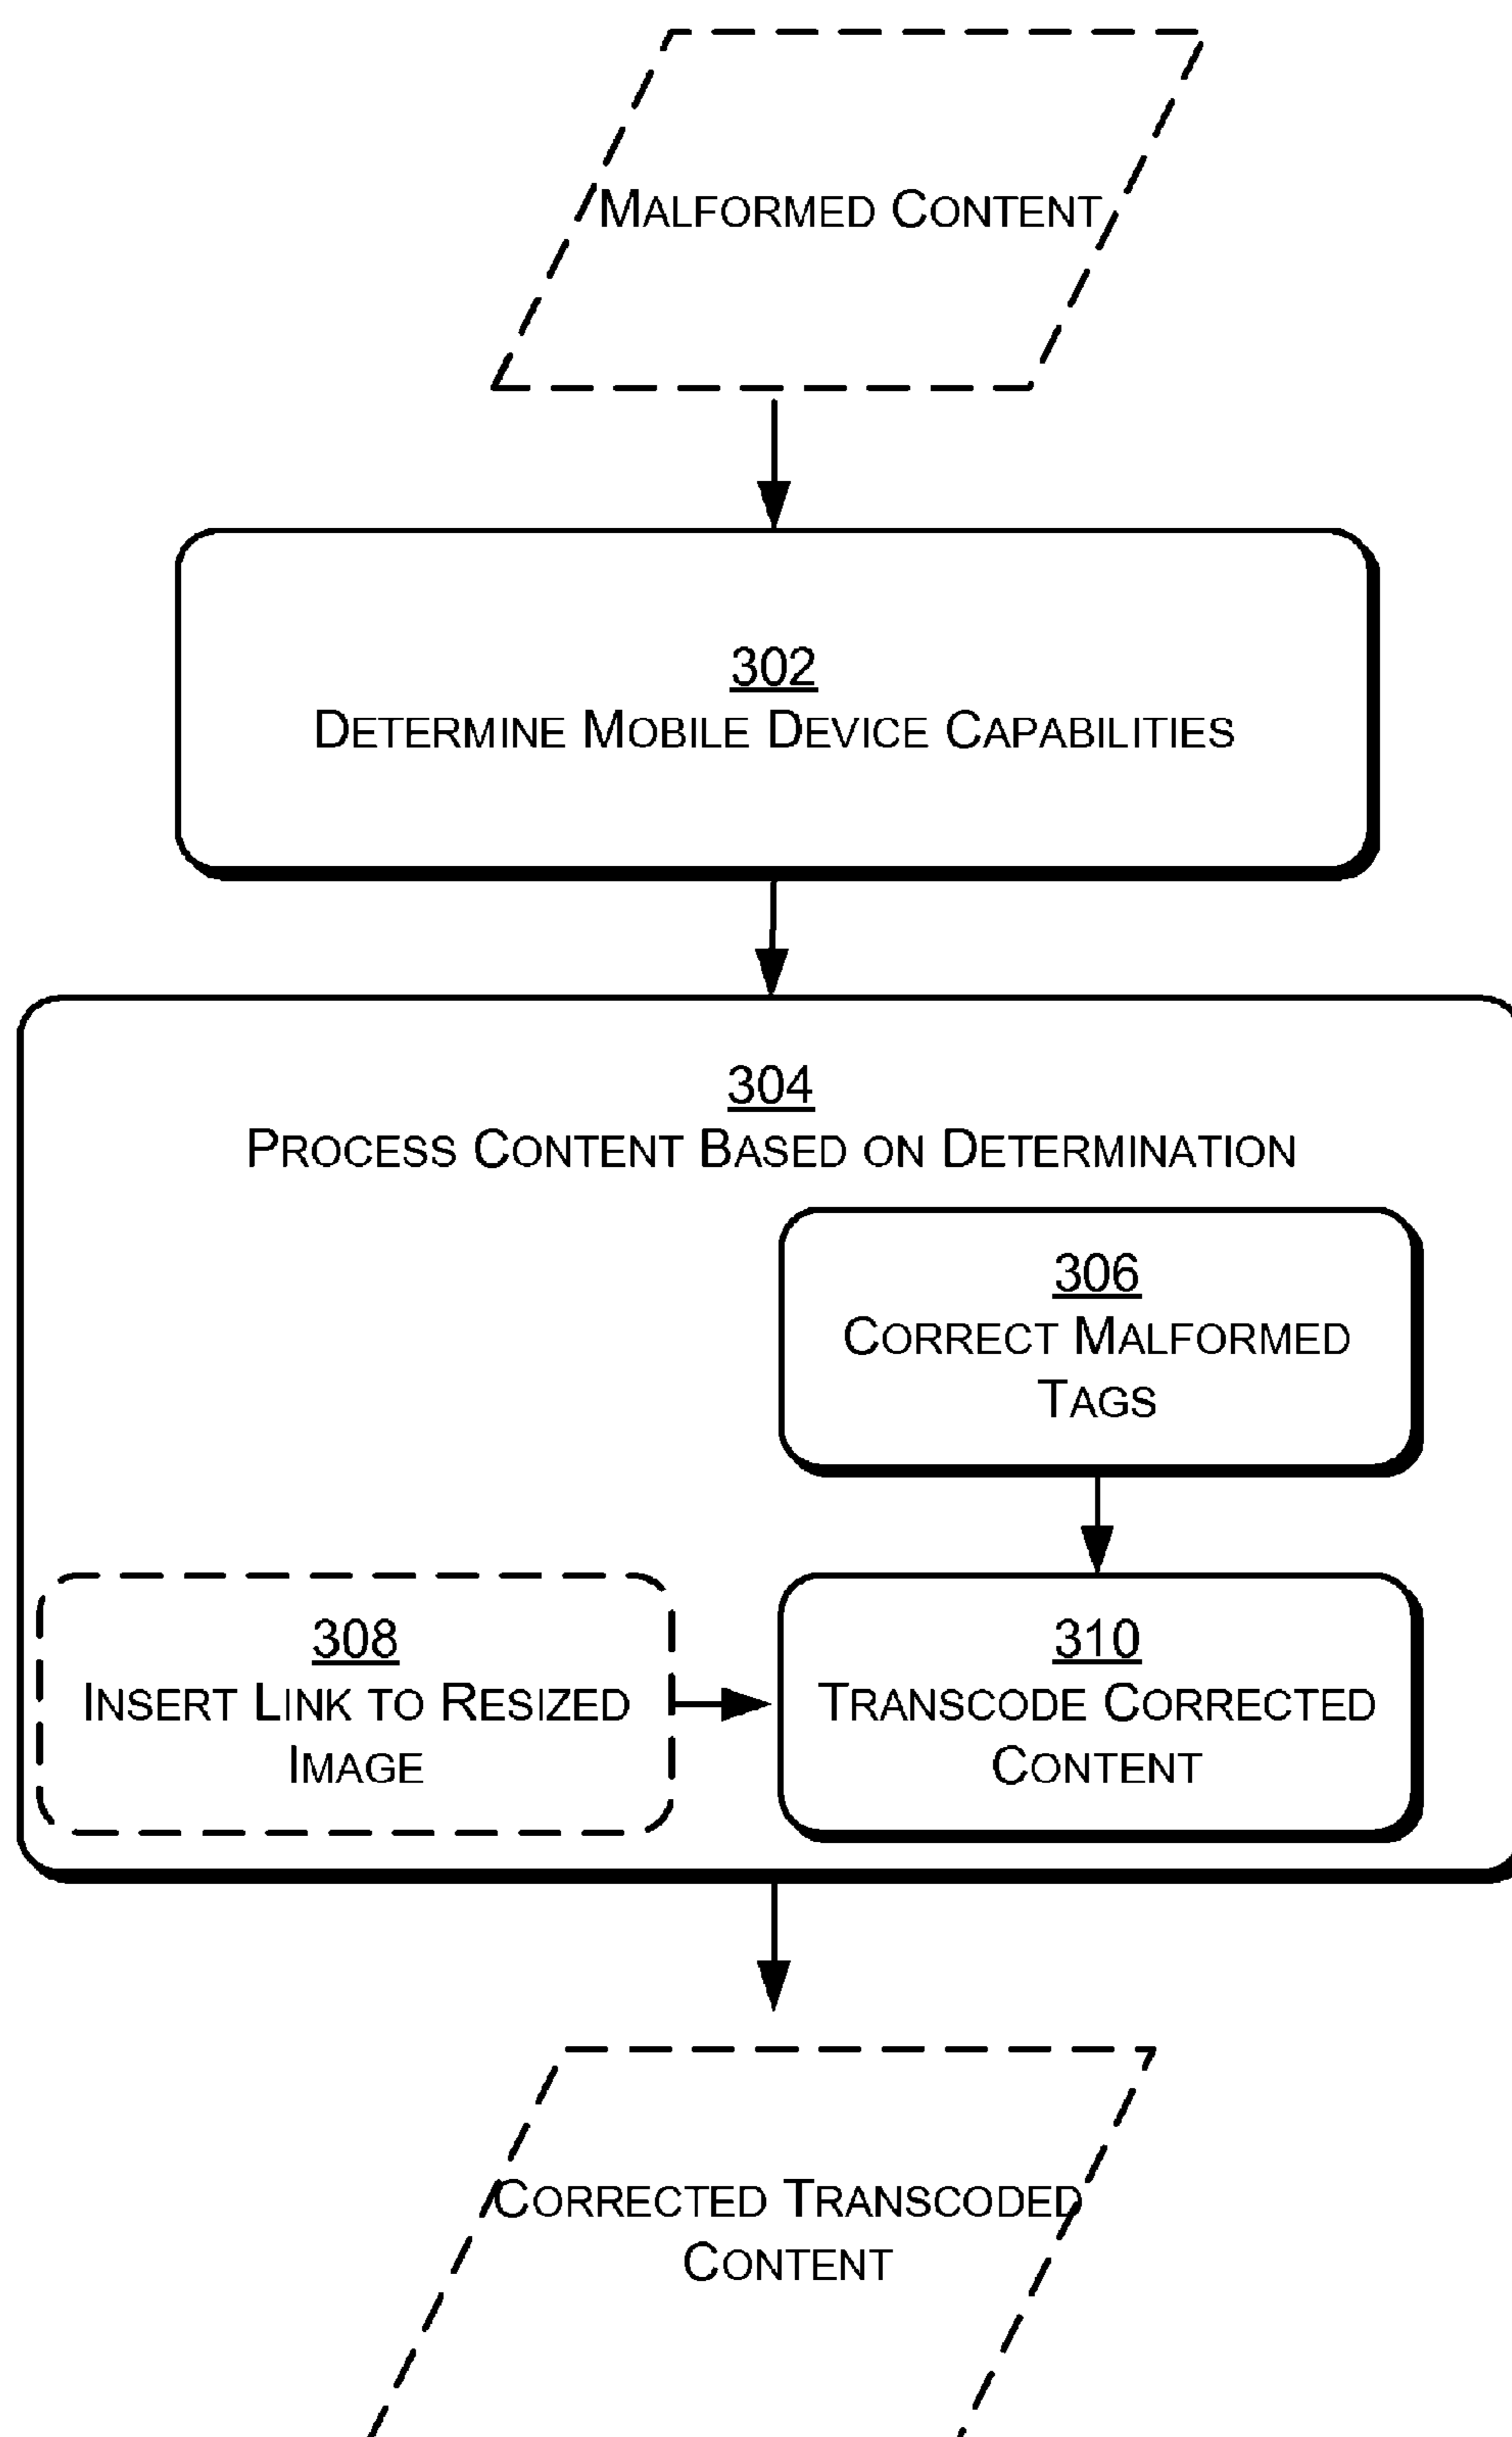 MALFORMED CONTENT
302
DETERMINE MOBILE DEVICE CAPABILITIES
304
PROCESS CONTENT BASED ON DETERMINATION
306
CORRECT MALFORMED
TAGS
308
INSERT LINK TO RESIZED
IMAGE
310
TRANSCODE CORRECTED
CONTENT
CORRECTED TRANSCODED
CONTENT